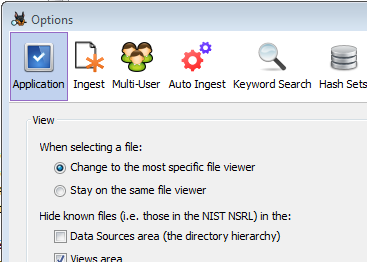 Options
Application Ingest Multi-User Auto Ingest Keyword Search Hash Sets
View
When selecting a file:
Change to the most specific file viewer
Stay on the same file viewer
Hide known files (i.e. those in the NIST NSRL) in the:
Data Sources area (the directory hierarchy)
Views area